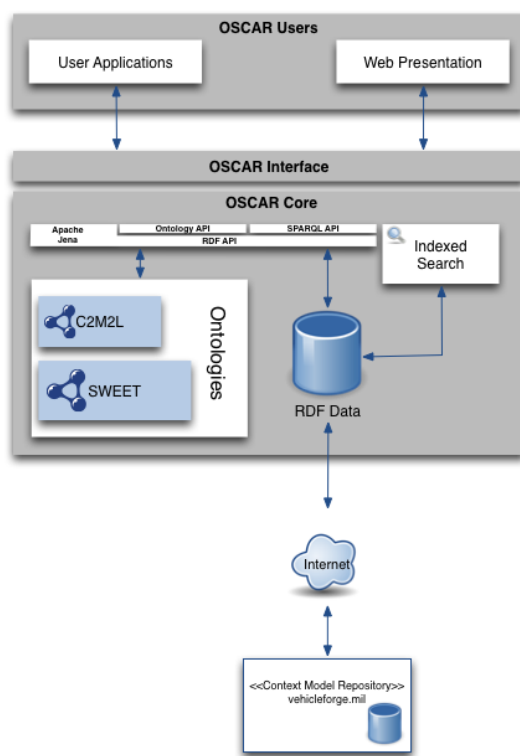 OSCAR Users
User Applications
Web Presentation
OSCAR Interface
OSCAR Core
Apache
Jena
Ontology API
SPARQL API
RDF API
Indexed
Search
C2M2L
SWEET
Ontologies
RDF Data
Internet
<<Context Model Repository>>
vehicleforge.mil